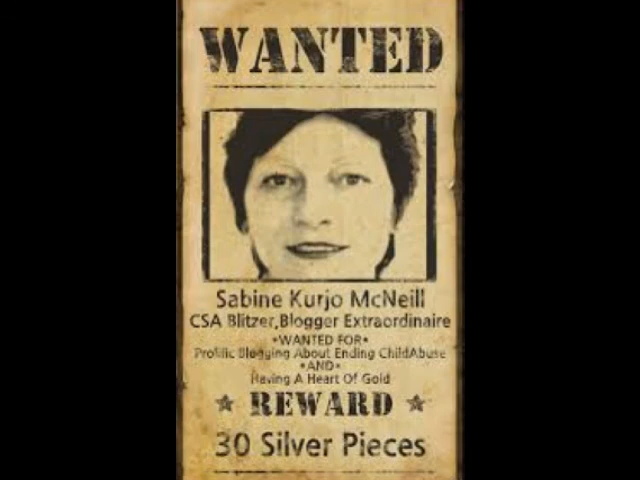 WANTED
Sabine Kurjo McNeill
CSA Blitzer,Blogger Extraordinaire
*WANTED FOR*
Prolific Blogging About Ending ChildAbuse
*AND*
Having A Heart Of Gold
REWARD
30 Silver Pieces